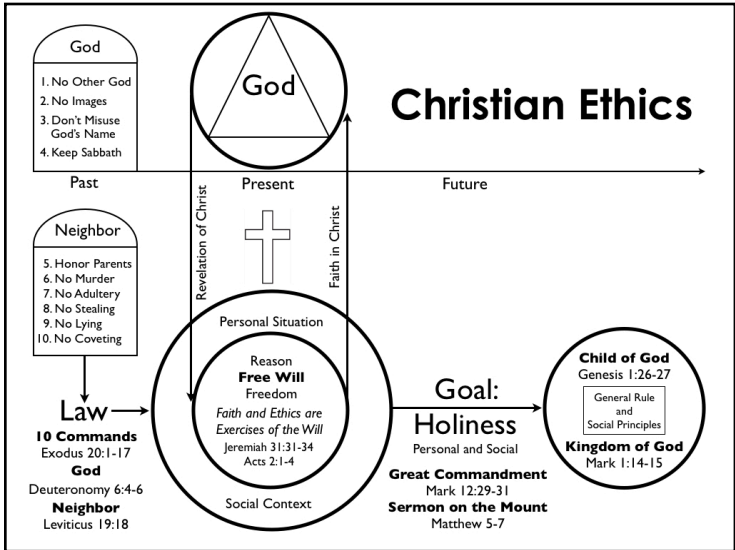 God
1. No Other God
2. No Images
3. Don't Misuse
God's Name
4. Keep Sabbath
God
Christian Ethics
Past
Present
Future
Neighbor
5. Honor Parents
6. No Murder
7. No Adultery
8. No Stealing
9. No Lying
10. No Coveting
Revelation of Christ
Faith in Christ
Law
10 Commands
Exodus 20:1-17
God
Deuteronomy 6:4-6
Neighbor
Leviticus 19:18
Personal Situation
Reason
Free Will
Freedom
Faith and Ethics are
Exercises of the Will
Jeremiah 31:31-34
Acts 2:1-4
Social Context
Goal:
Holiness
Personal and Social
Great Commandment
Mark 12:29-31
Sermon on the Mount
Matthew 5-7
Child of God
Genesis 1:26-27
General Rule
and
Social Principles
Kingdom of God
Mark 1:14-15